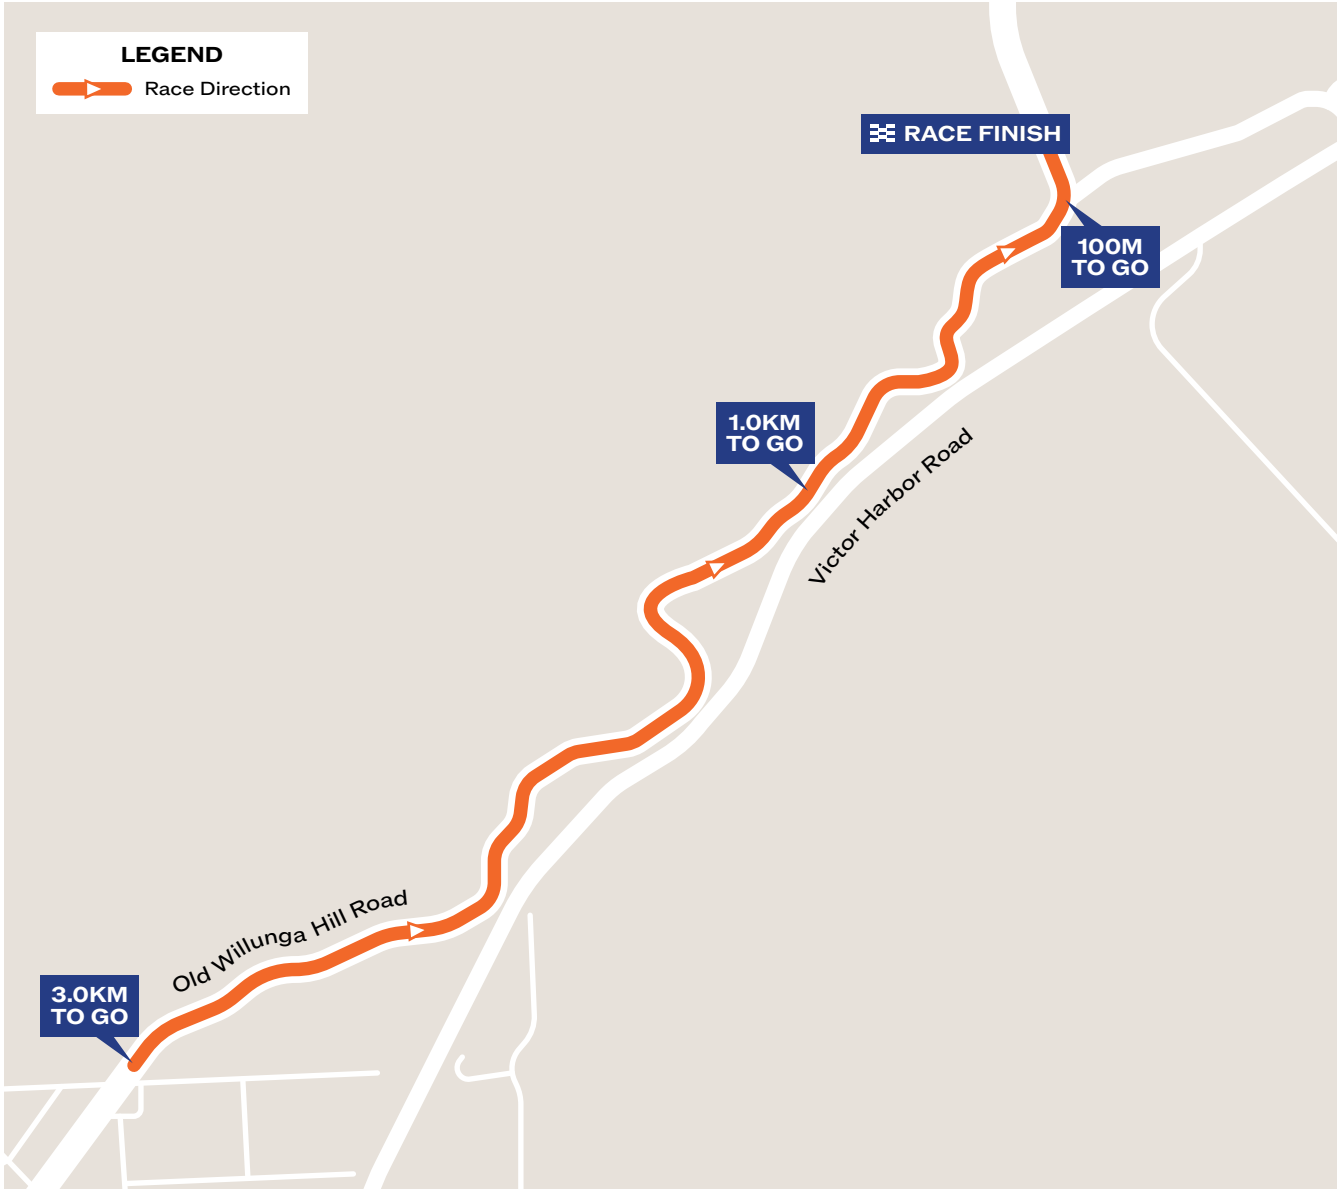 LEGEND
Race Direction
RACE FINISH
100M
TO GO
1.0KM
TO GO
Victor Harbor Road
Old Willunga Hill Road
3.0KM
TO GO